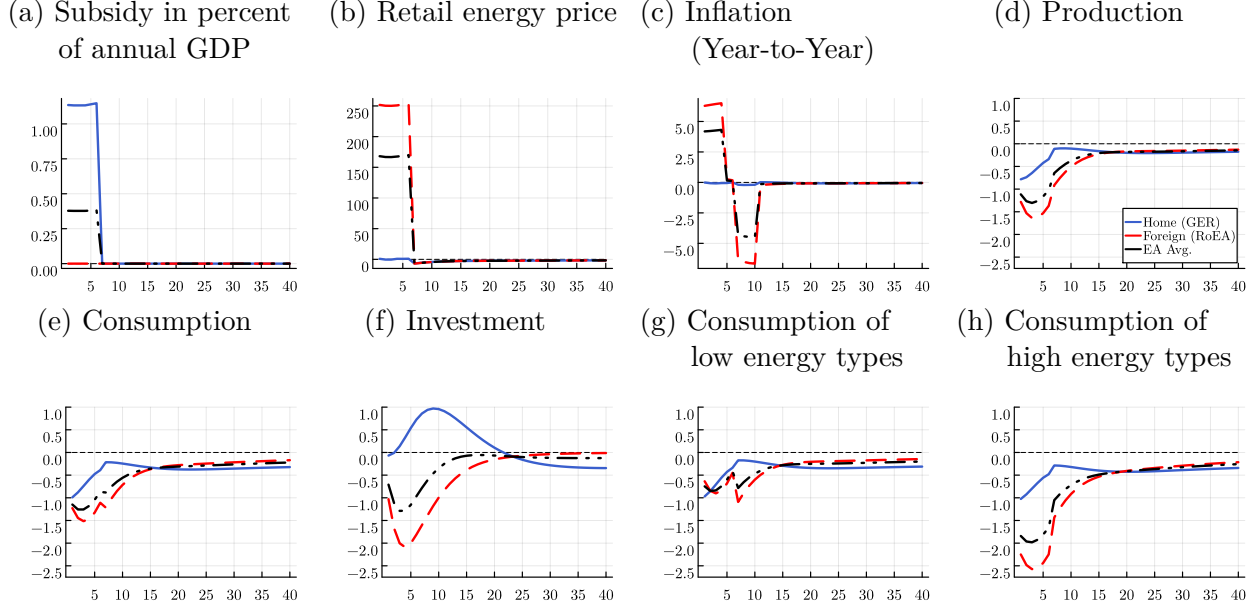 (a) Subsidy in percent
of annual GDP
(b) Retail energy price
(c) Inflation
(Year-to-Year)
(d) Production
1.00
0.75
0.50
0.25
0.00
5 10 15 20 25 30 35 40
250
200
150
100
50
0
5 10 15 20 25 30 35 40
5.0
2.5
0.0
−2.5
−5.0
5 10 15 20 25 30 35 40
1.0
0.5
0.0
−0.5
−1.0
−1.5
−2.0
−2.5
Home (GER)
Foreign (RoEA)
EA Avg.
5 10 15 20 25 30 35 40
(e) Consumption
(f) Investment
(g) Consumption of
low energy types
(h) Consumption of
high energy types
1.0
0.5
0.0
−0.5
−1.0
−1.5
−2.0
−2.5
5 10 15 20 25 30 35 40
1.0
0.5
0.0
−0.5
−1.0
−1.5
−2.0
−2.5
5 10 15 20 25 30 35 40
1.0
0.5
0.0
−0.5
−1.0
−1.5
−2.0
−2.5
5 10 15 20 25 30 35 40
1.0
0.5
0.0
−0.5
−1.0
−1.5
−2.0
−2.5
5 10 15 20 25 30 35 40